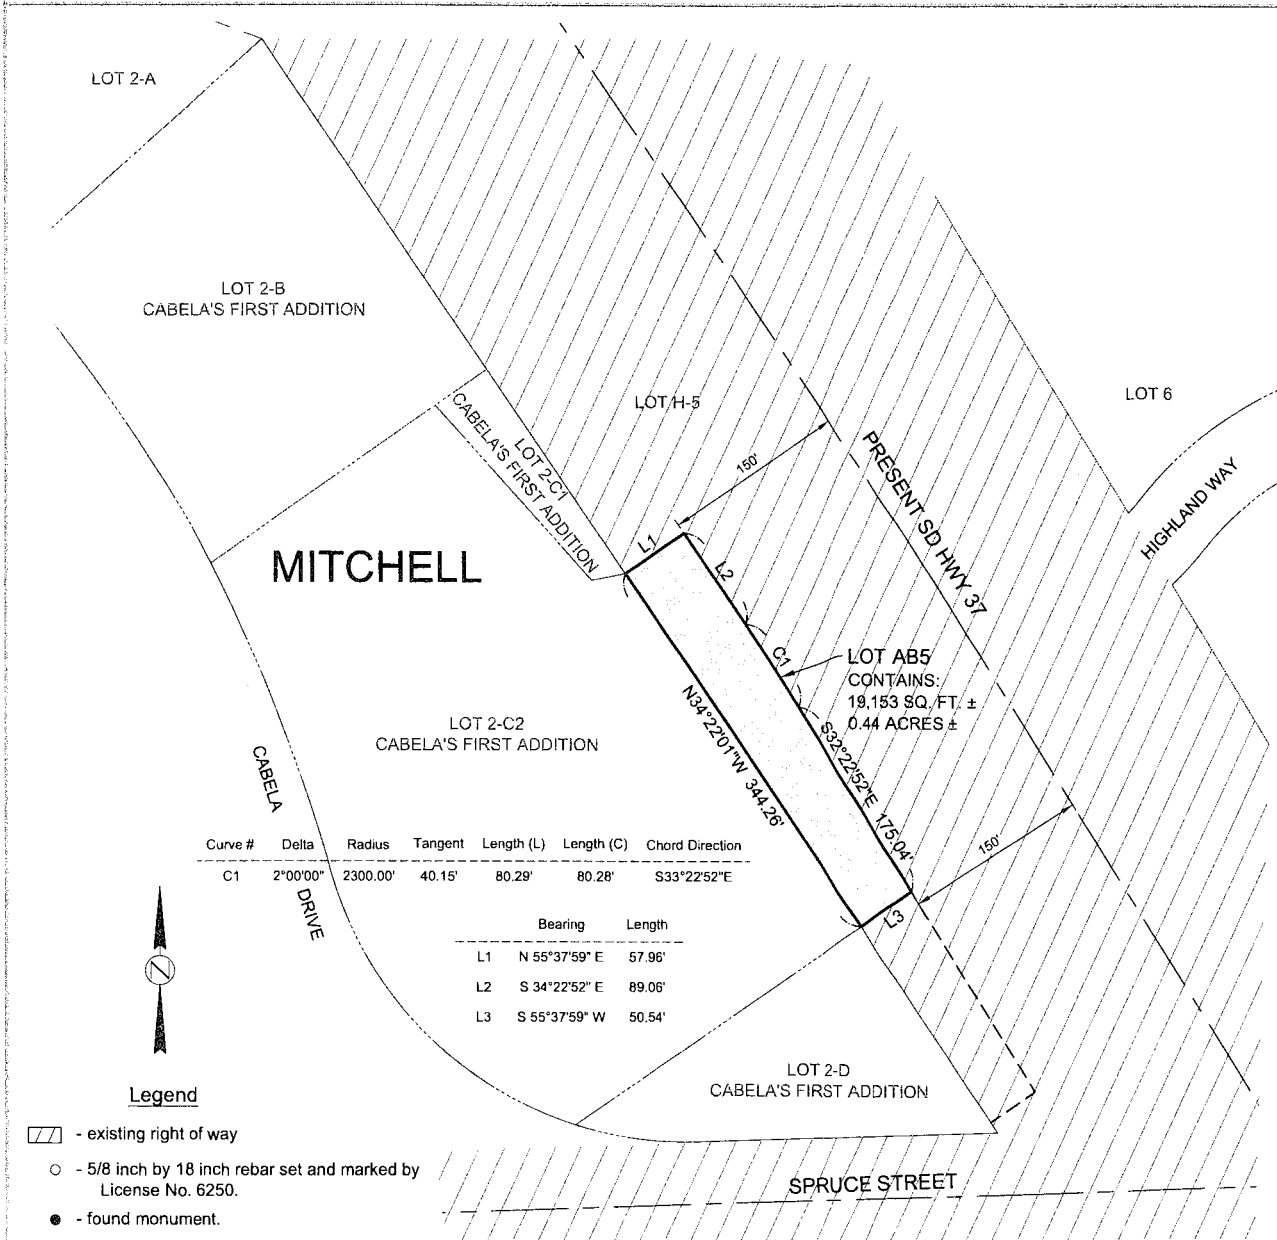 LOT 2-A
LOT 2-B
CABELA'S FIRST ADDITION
LOT 6
LOT H-5
LOT 2-C1
CABELA'S FIRST ADDITION
150'
PRESENT SD HWY 37
HIGHLAND WAY
MITCHELL
L1
L2
C1
LOT AB5
CONTAINS:
19,153 SQ. FT. ±
0.44 ACRES ±
N34°22'01"W 344.26'
S32°22'52"E 175.04'
LOT 2-C2
CABELA'S FIRST ADDITION
CABELA
DRIVE
150'
L3
Curve # Delta Radius Tangent Length (L) Length (C) Chord Direction
C1 2°00'00" 2300.00' 40.15' 80.29' 80.28' S33°22'52"E
Bearing Length
L1 N 55°37'59" E 57.96'
L2 S 34°22'52" E 89.06'
L3 S 55°37'59" W 50.54'
N
LOT 2-D
CABELA'S FIRST ADDITION
Legend
- existing right of way
- 5/8 inch by 18 inch rebar set and marked by
License No. 6250.
- found monument.
SPRUCE STREET